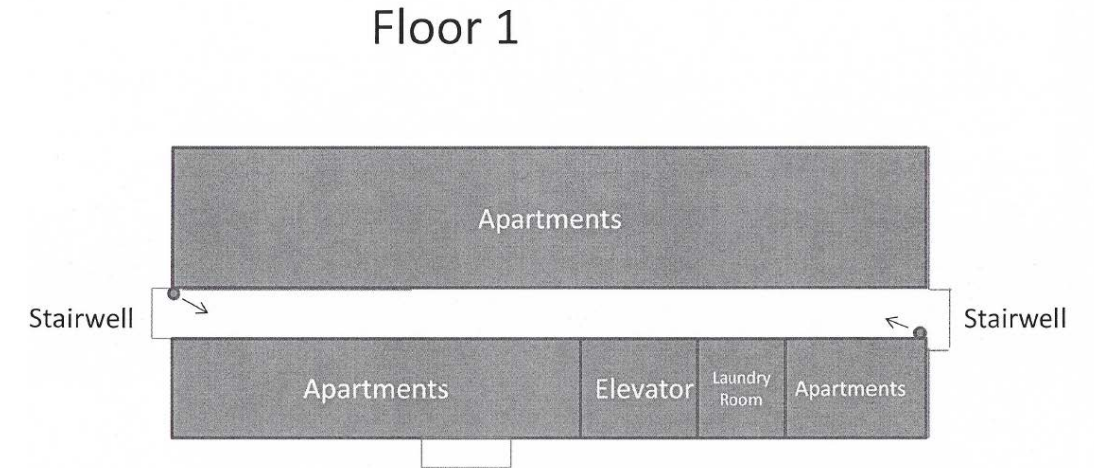 Floor 1
Apartments
Stairwell
Stairwell
Apartments
Elevator
Laundry
Room
Apartments